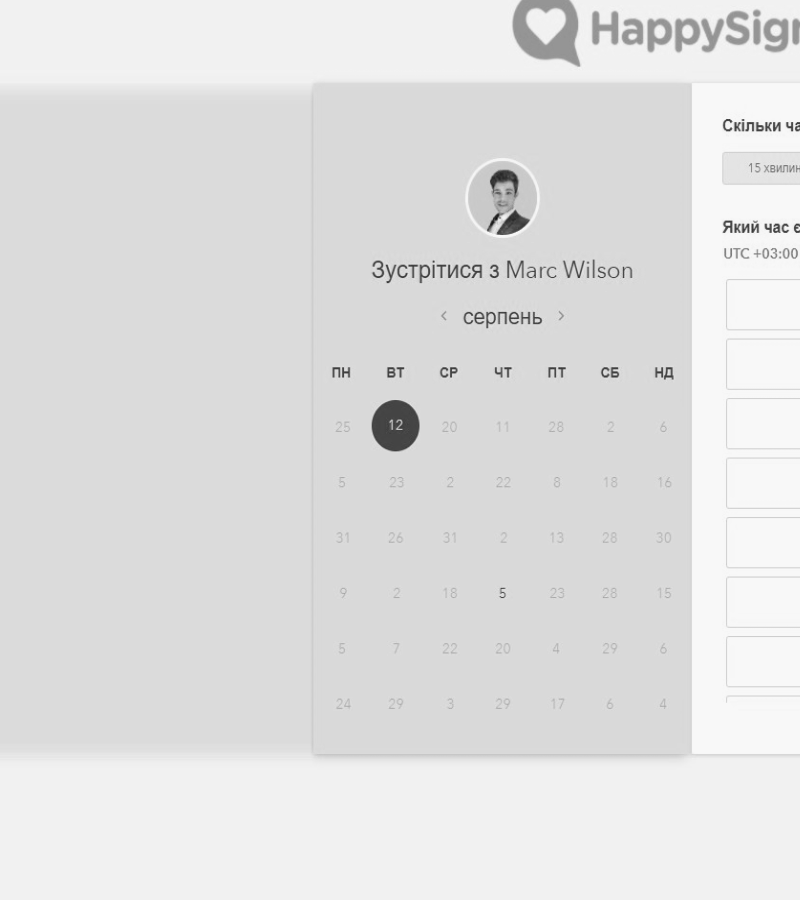 HappySig
Зустрітися з Marc Wilson
‹ серпень ›
ПН ВТ СР ЧТ ПТ СБ НД
25 12 20 11 28 2 6
5 23 2 22 8 18 16
31 26 31 2 13 28 30
9 2 18 5 23 28 15
5 7 22 20 4 29 6
24 29 3 29 17 6 4
Скільки ча
15 хвилин
Який час є
UTC +03:00